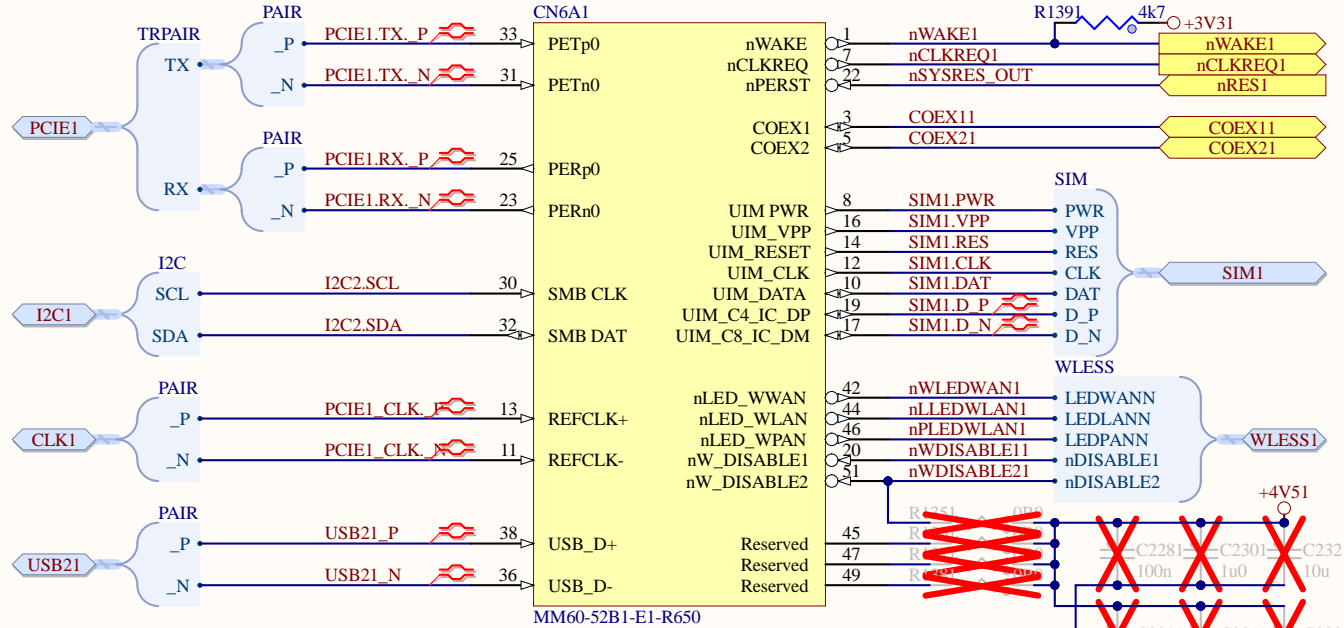 PAIR
CN6A1
R1391 4k7
+3V31
TRPAIR
_P PCIE1.TX._P 33 PETp0
nWAKE 1 nWAKE1 nWAKE1
TX
nCLKREQ 7 nCLKREQ1 nCLKREQ1
_N PCIE1.TX._N 31 PETn0
nPERST 22 nSYSRES_OUT nRES1
PCIE1
COEX1 3 COEX11 COEX11
PAIR
COEX2 5 COEX21 COEX21
_P PCIE1.RX._P 25 PERp0
RX
SIM
_N PCIE1.RX._N 23 PERn0
UIM PWR 8 SIM1.PWR PWR
UIM_VPP 16 SIM1.VPP VPP
UIM_RESET 14 SIM1.RES RES
I2C
UIM_CLK 12 SIM1.CLK CLK
SIM1
SCL I2C2.SCL 30 SMB CLK
UIM_DATA 10 SIM1.DAT DAT
I2C1
UIM_C4_IC_DP 19 SIM1.D_P D_P
SDA I2C2.SDA 32 SMB DAT
UIM_C8_IC_DM 17 SIM1.D_N D_N
WLESS
PAIR
nLED_WWAN 42 nWLEDWAN1 LEDWANN
_P PCIE1_CLK._ 13 REFCLK+
nLED_WLAN 44 nLLEDWLAN1 LEDLANN
CLK1
nLED_WPAN 46 nPLEDWLAN1 LEDPANN
WLESS1
_N PCIE1_CLK._N 11 REFCLK-
nW_DISABLE1 20 nWDISABLE11 nDISABLE1
nW_DISABLE2 51 nWDISABLE21 nDISABLE2
+4V51
PAIR
R1351 0R0
_P USB21_P 38 USB_D+
Reserved 45
C2281 C2301 C232
USB21
Reserved 47
100n 1u0 10u
_N USB21_N 36 USB_D-
Reserved 49
MM60-52B1-E1-R650